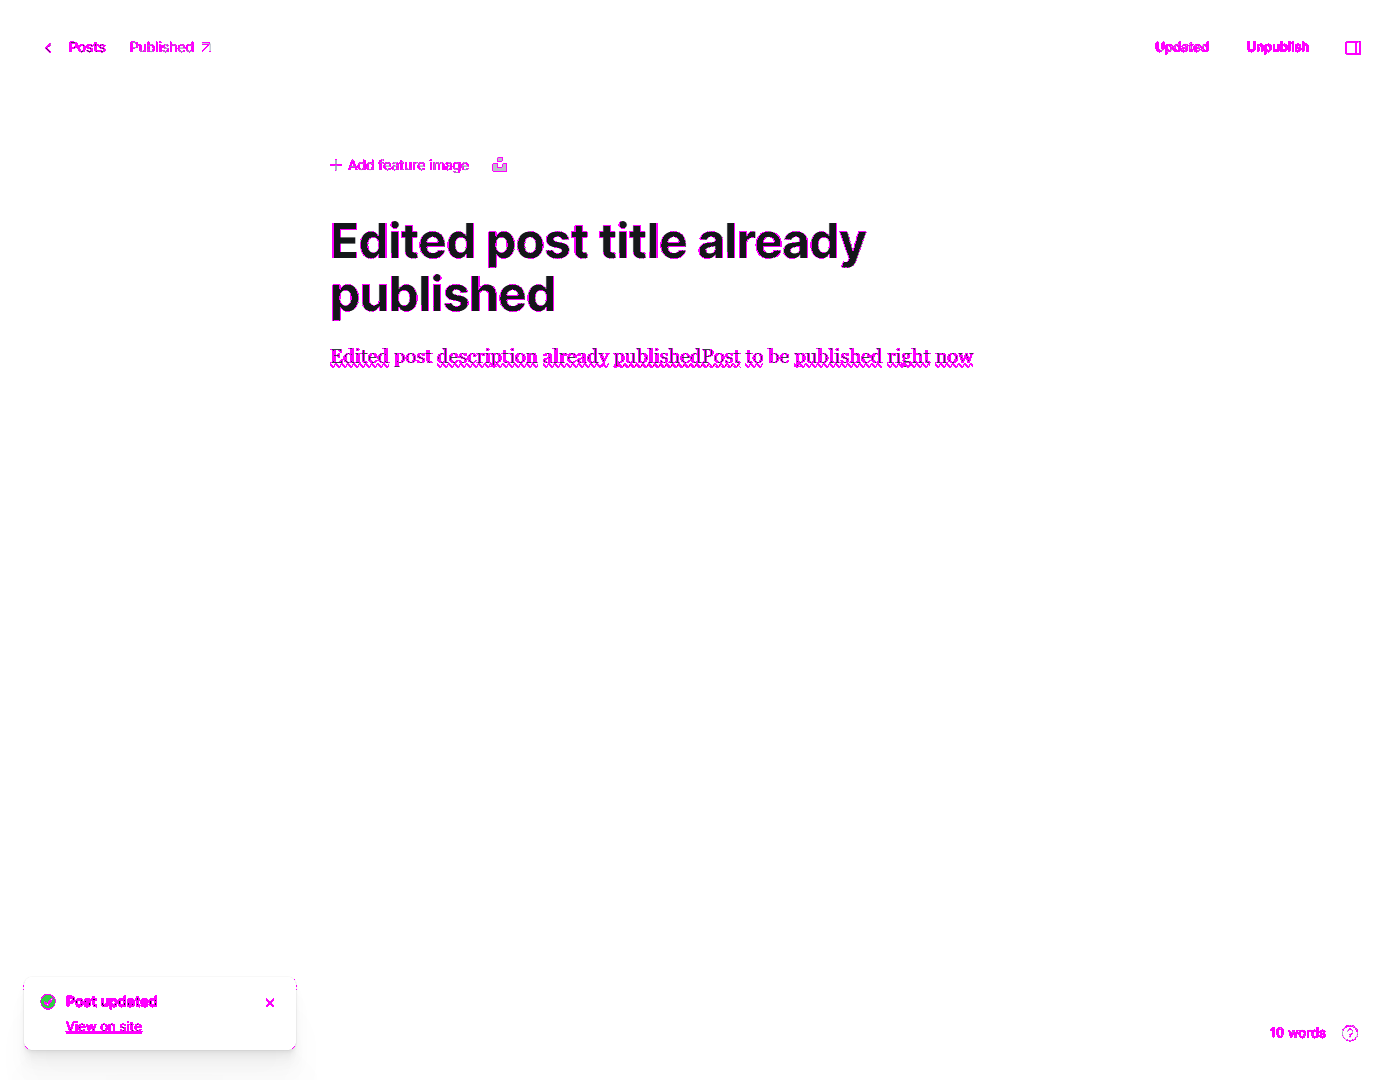 Posts Published
Updated Unpublish
Add feature image
Edited post title already
published
Edited post description already publishedPost to be published right now
Post updated
View on site
10 words